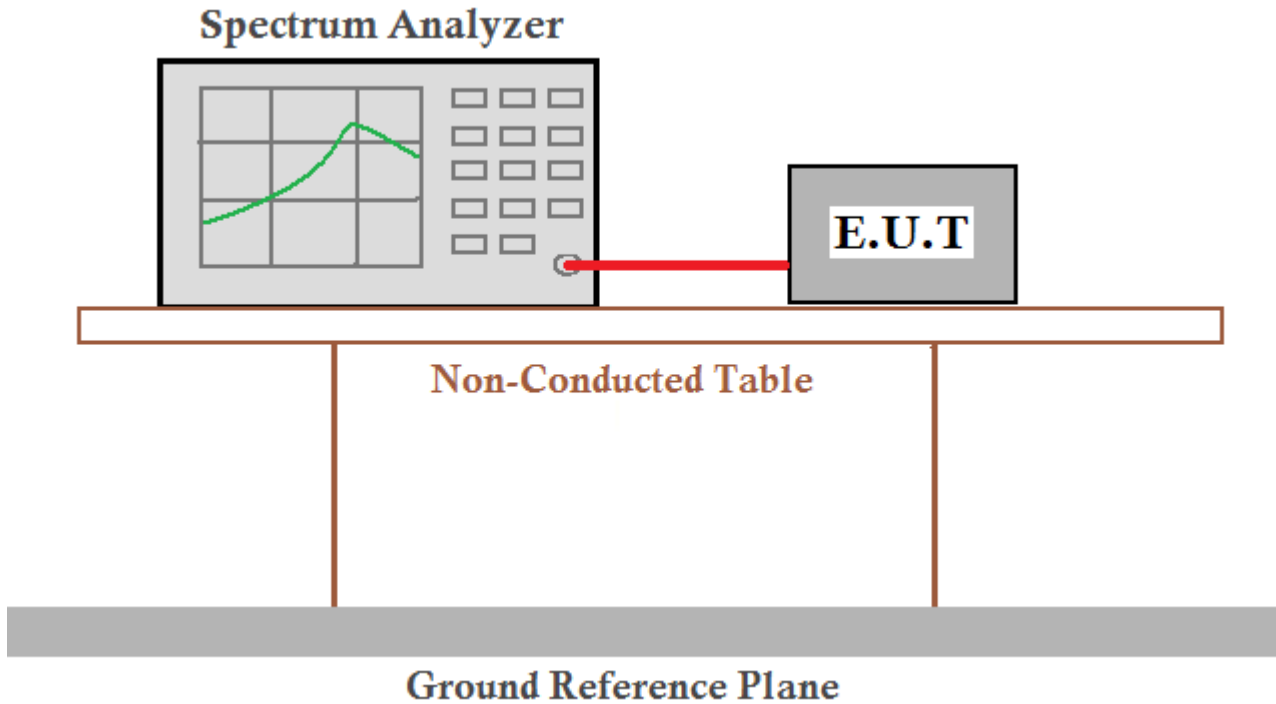 Spectrum Analyzer
E.U.T
Non-Conducted Table
Ground Reference Plane